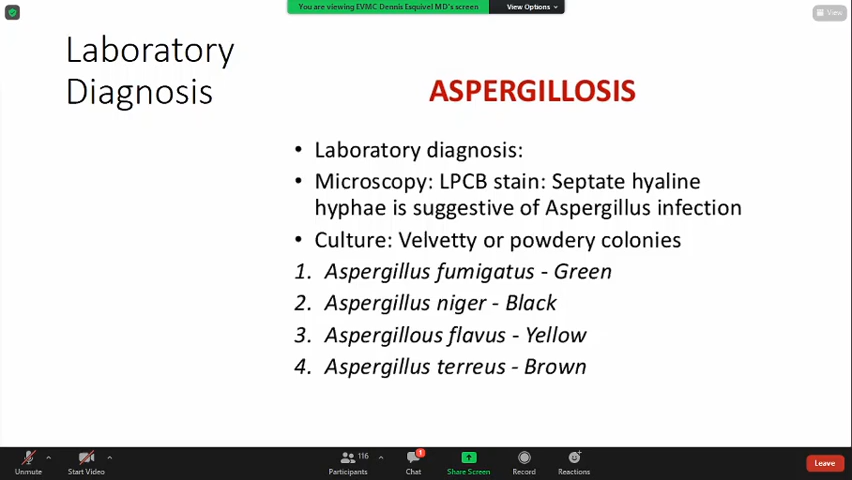 You are viewing EVMC Dennis Esquivel MD's screen
View Options
View
Laboratory
Diagnosis
ASPERGILLOSIS
• Laboratory diagnosis:
• Microscopy: LPCB stain: Septate hyaline
hyphae is suggestive of Aspergillus infection
• Culture: Velvetty or powdery colonies
1. Aspergillus fumigatus - Green
2. Aspergillus niger - Black
3. Aspergillous flavus - Yellow
4. Aspergillus terreus - Brown
Unmute
Start Video
116
Participants
1
Chat
Share Screen
Record
Reactions
Leave